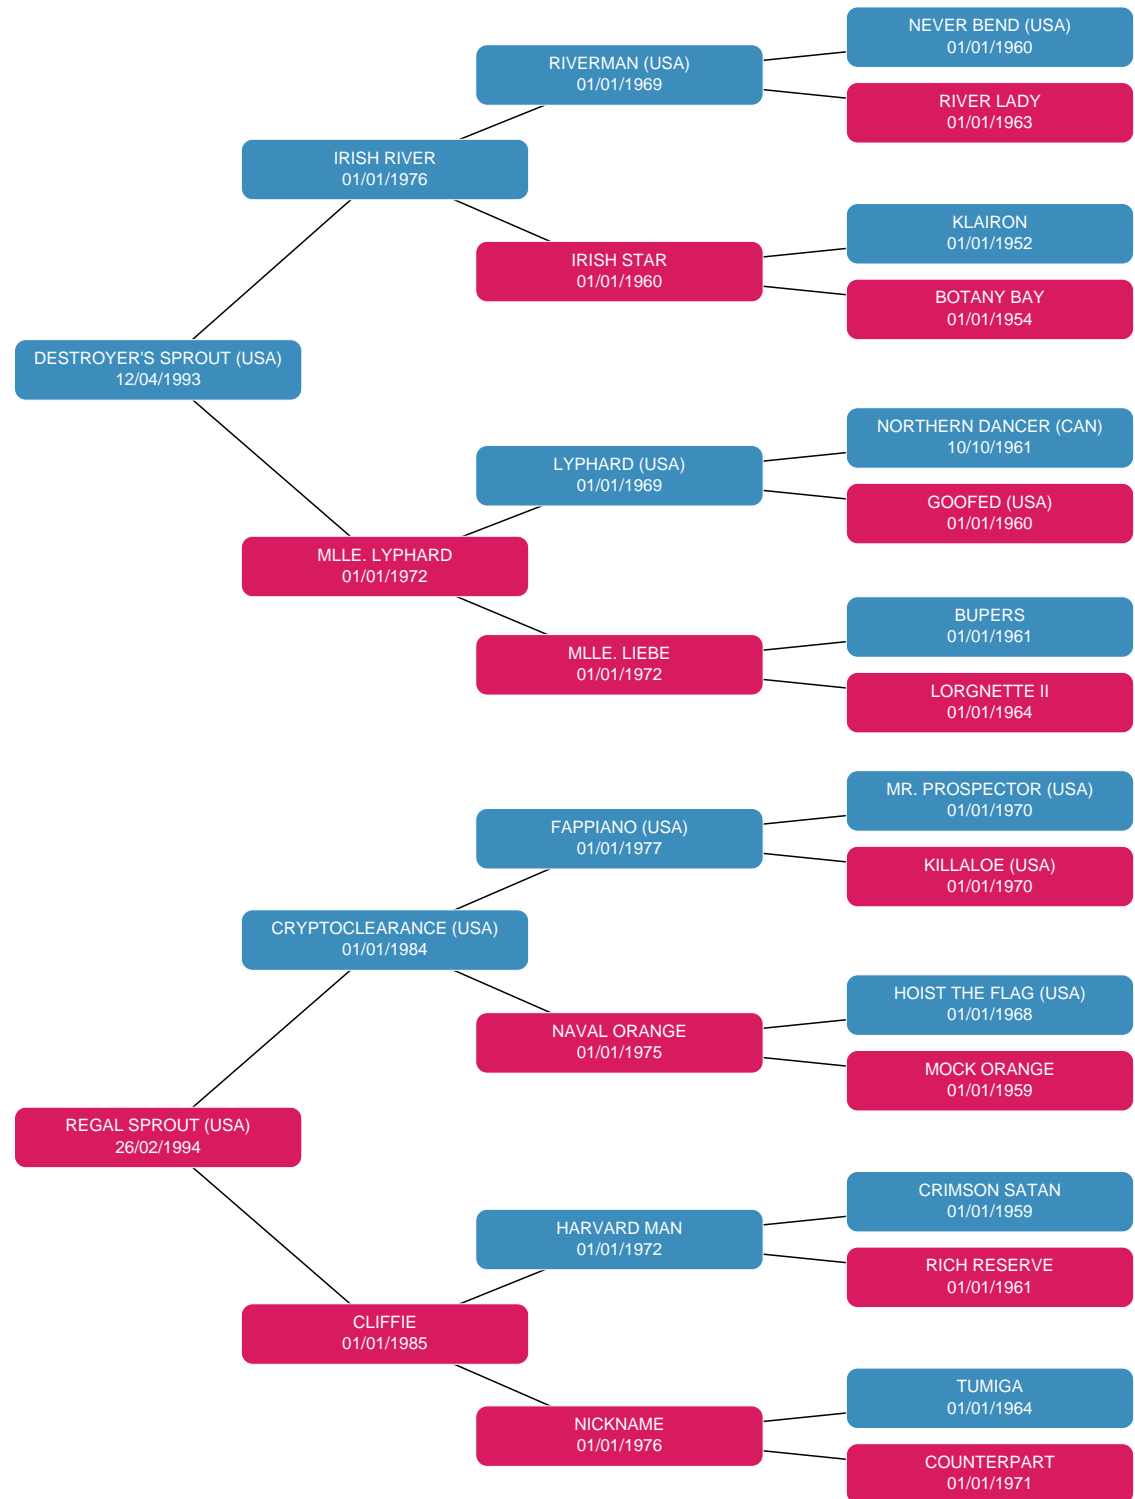 NEVER BEND (USA)
01/01/1960
RIVERMAN (USA)
01/01/1969
RIVER LADY
01/01/1963
IRISH RIVER
01/01/1976
KLAIRON
01/01/1952
IRISH STAR
01/01/1960
BOTANY BAY
01/01/1954
DESTROYER'S SPROUT (USA)
12/04/1993
NORTHERN DANCER (CAN)
10/10/1961
LYPHARD (USA)
01/01/1969
GOOFED (USA)
01/01/1960
MLLE. LYPHARD
01/01/1972
BUPERS
01/01/1961
MLLE. LIEBE
01/01/1972
LORGNETTE II
01/01/1964
MR. PROSPECTOR (USA)
01/01/1970
FAPPIANO (USA)
01/01/1977
KILLALOE (USA)
01/01/1970
CRYPTOCLEARANCE (USA)
01/01/1984
HOIST THE FLAG (USA)
01/01/1968
NAVAL ORANGE
01/01/1975
MOCK ORANGE
01/01/1959
REGAL SPROUT (USA)
26/02/1994
CRIMSON SATAN
01/01/1959
HARVARD MAN
01/01/1972
RICH RESERVE
01/01/1961
CLIFFIE
01/01/1985
TUMIGA
01/01/1964
NICKNAME
01/01/1976
COUNTERPART
01/01/1971